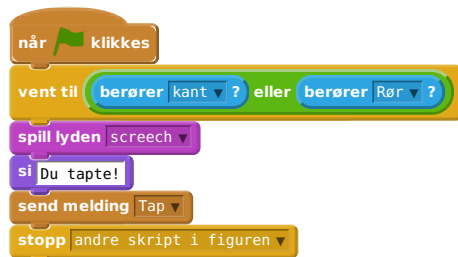 når klikkes
vent til berører kant ? eller berører Rør ?
spill lyden screech
si Du tapte!
send melding Tap
stopp andre skript i figuren